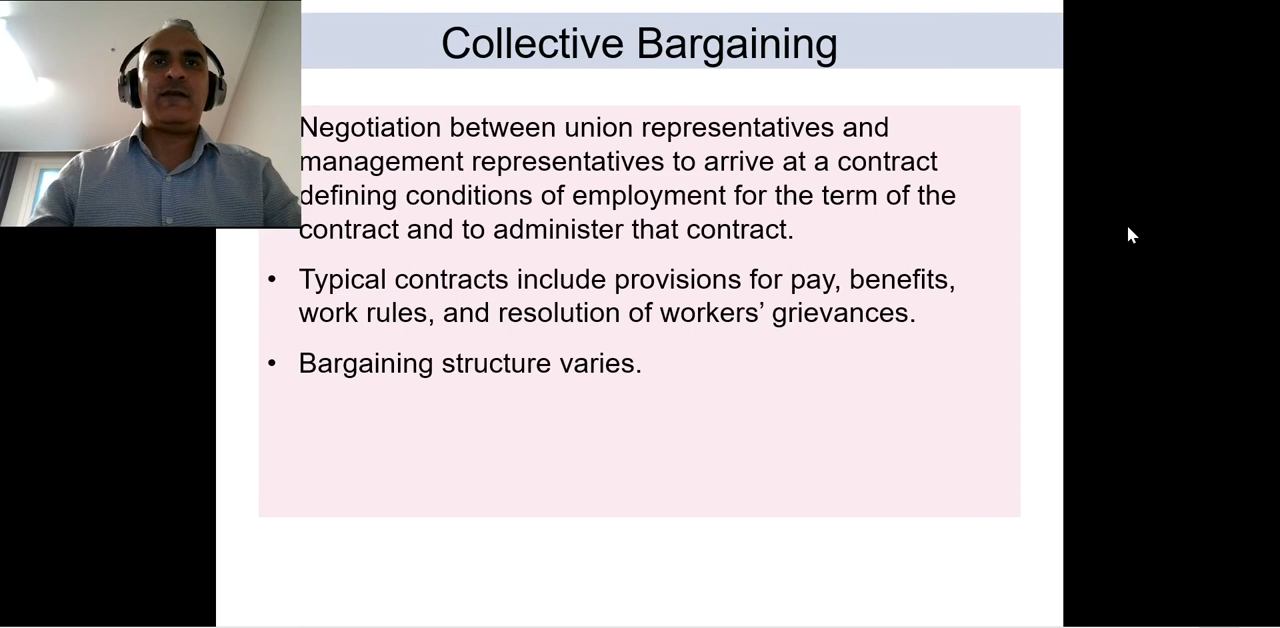 Collective Bargaining
Negotiation between union representatives and
management representatives to arrive at a contract
defining conditions of employment for the term of the
contract and to administer that contract.
• Typical contracts include provisions for pay, benefits,
work rules, and resolution of workers’ grievances.
• Bargaining structure varies.